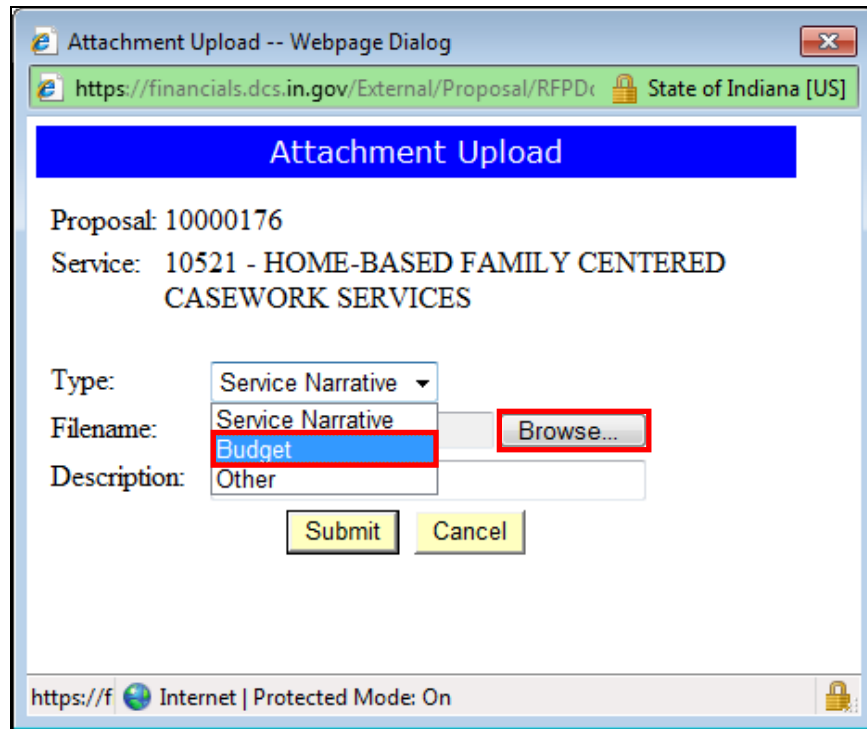 Attachment Upload -- Webpage Dialog
https://financials.dcs.in.gov/External/Proposal/RFPDo State of Indiana [US]
Attachment Upload
Proposal: 10000176
Service: 10521 - HOME-BASED FAMILY CENTERED
CASEWORK SERVICES
Type: Service Narrative
Filename: Service Narrative Browse...
Budget
Description: Other
Submit Cancel
https://f Internet | Protected Mode: On